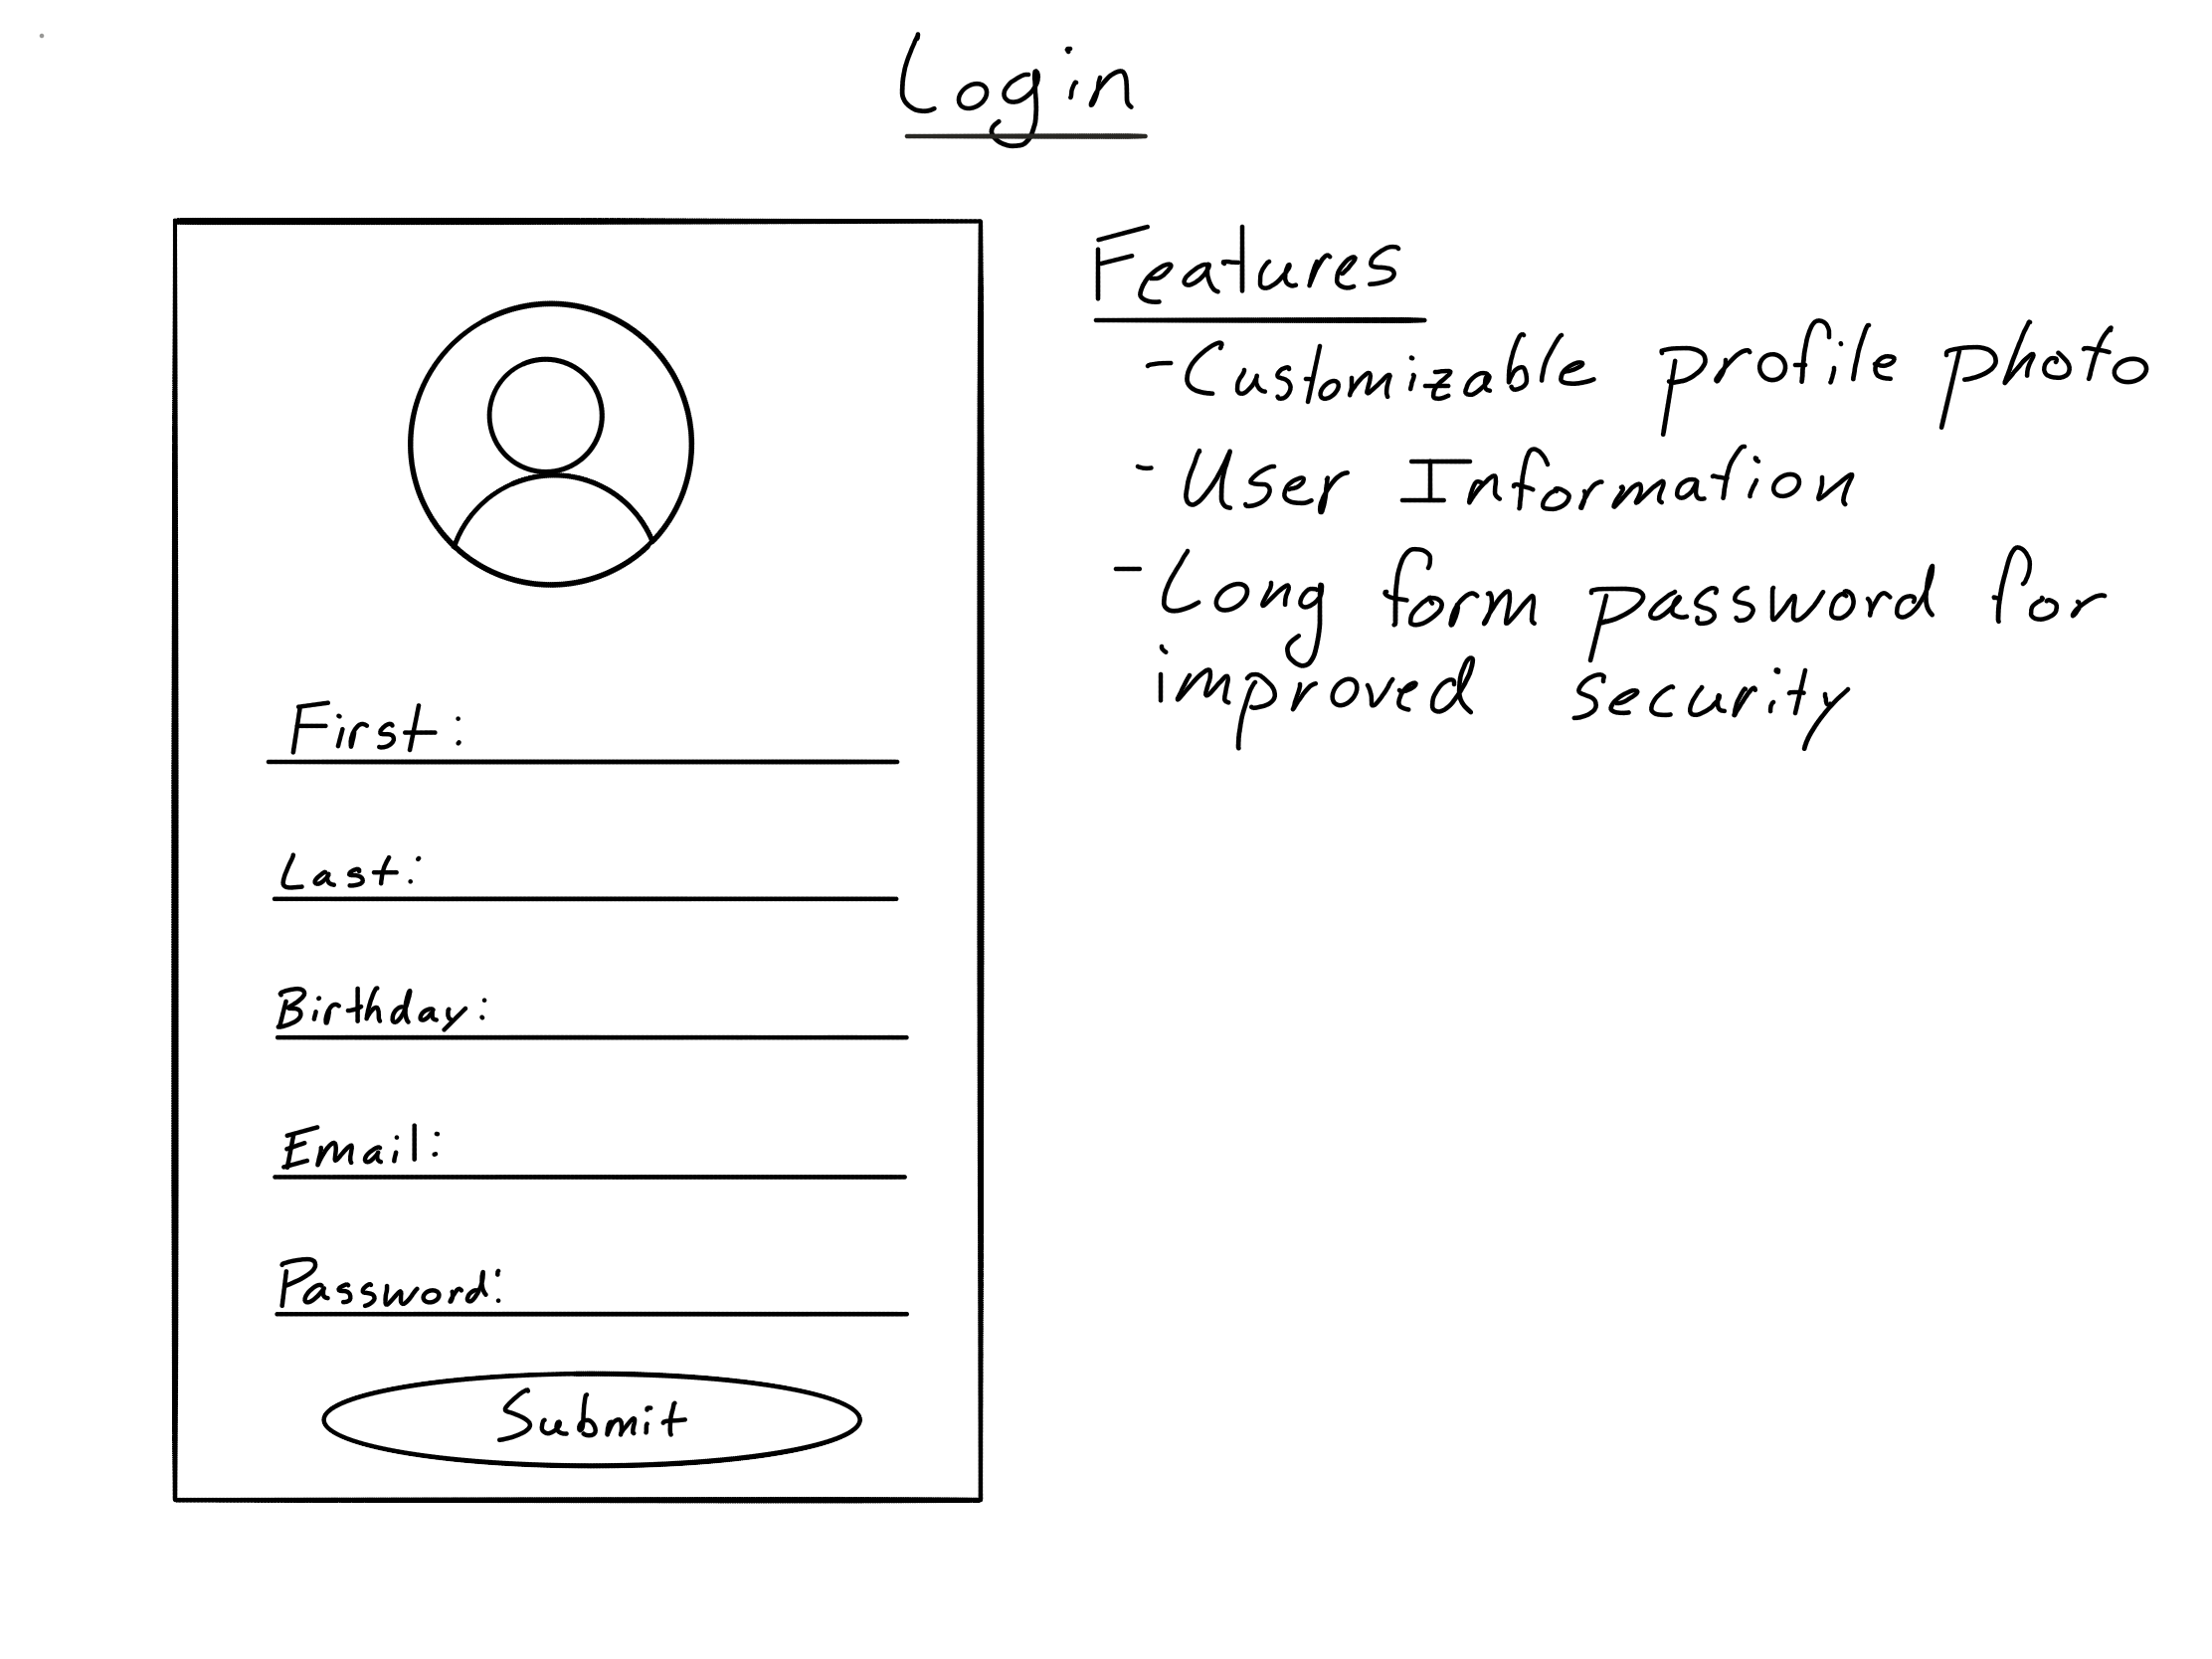 Login
Features
-Customizable profile photo
-User Information
-Long form password for
improved security
First:
Last:
Birthday:
Email:
Password:
Submit